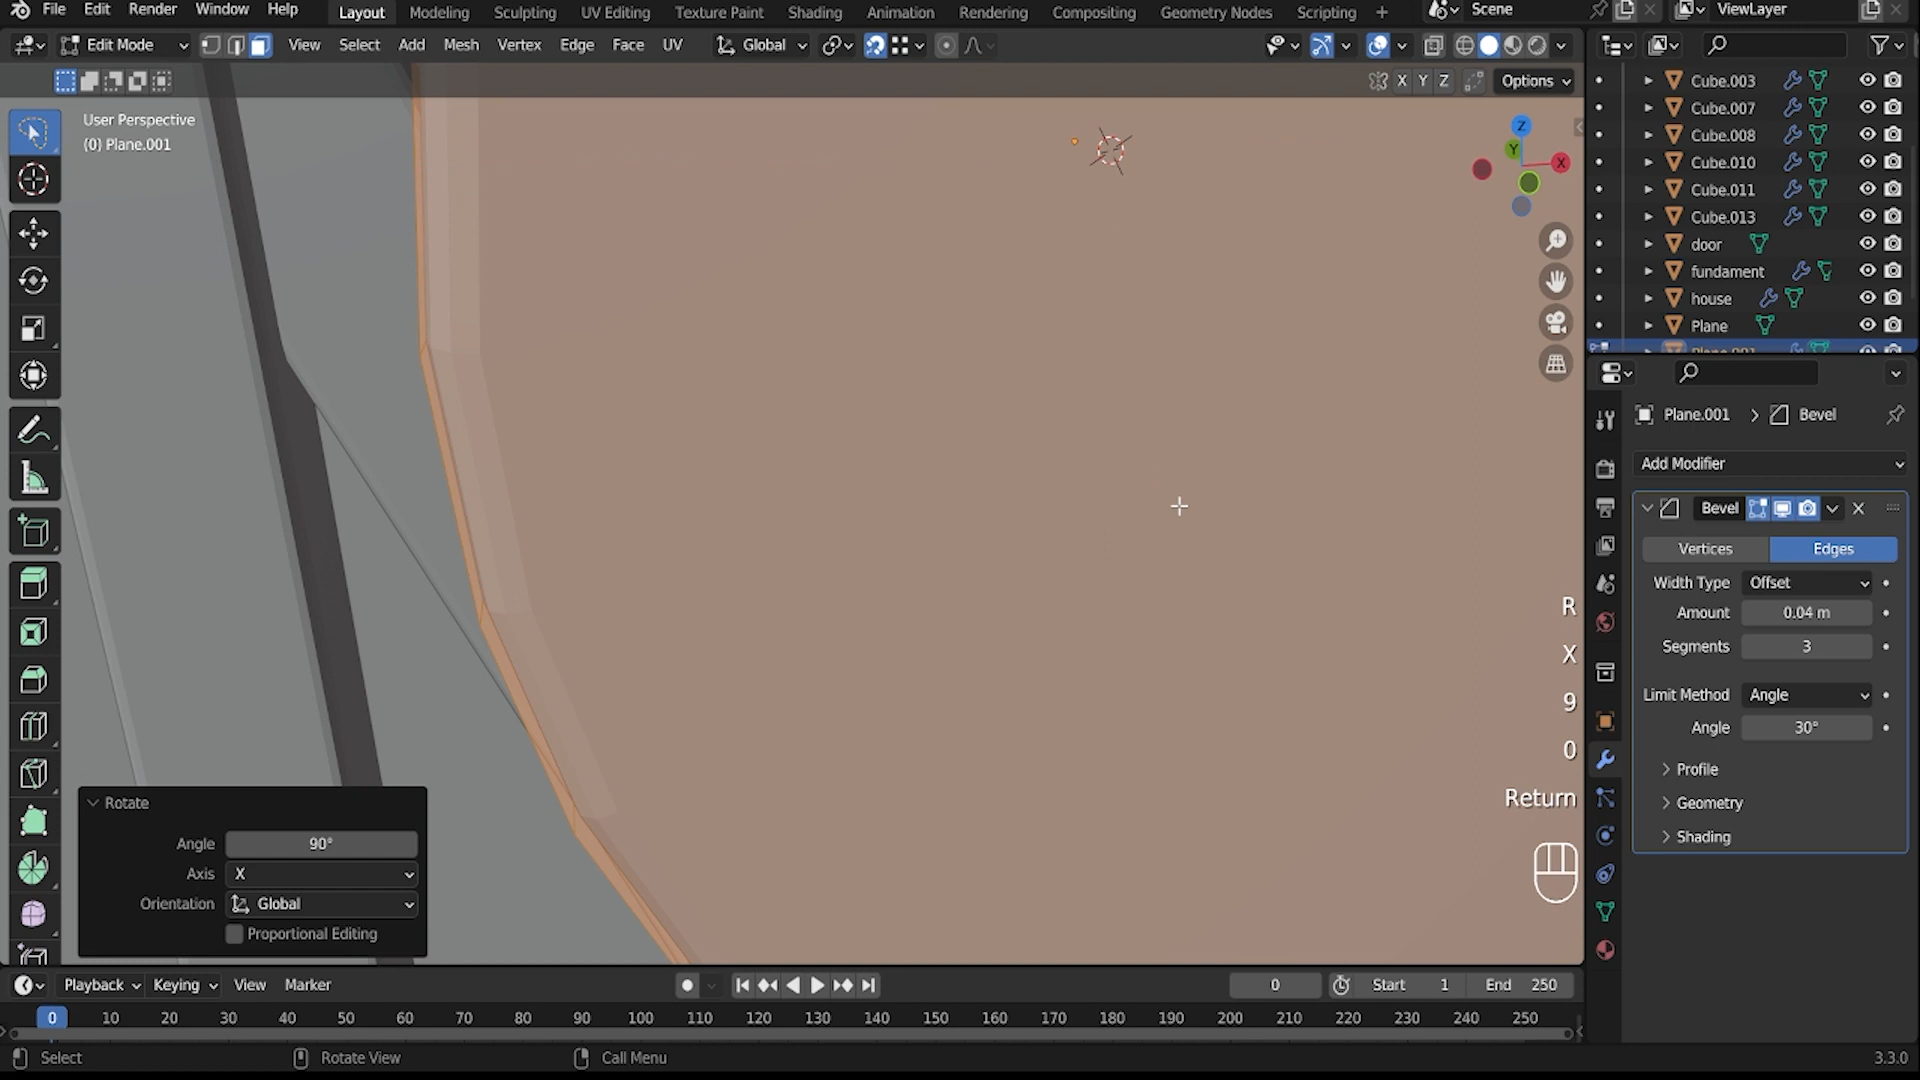 File Edit Render Window Help Layout Modeling Sculpting UV Editing Texture Paint Shading Animation Rendering Compositing Geometry Nodes Scripting + Scene ViewLayer
Edit Mode View Select Add Mesh Vertex Edge Face UV Global
X Y Z Options
User Perspective
(0) Plane.001
Z
Y
X
R
X
9
0
Return
Rotate
Angle 90°
Axis X
Orientation Global
Proportional Editing
Cube.003
Cube.007
Cube.008
Cube.010
Cube.011
Cube.013
door
fundament
house
Plane
Plane.001
Plane.001 > Bevel
Add Modifier
Bevel
Vertices Edges
Width Type Offset
Amount 0.04 m
Segments 3
Limit Method Angle
Angle 30°
Profile
Geometry
Shading
Playback Keying View Marker 0 Start 1 End 250
0 10 20 30 40 50 60 70 80 90 100 110 120 130 140 150 160 170 180 190 200 210 220 230 240 250
Select Rotate View Call Menu 3.3.0